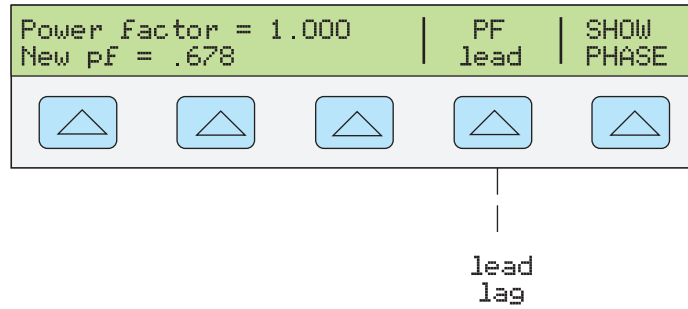 Power factor = 1.000
New pf = .678
PF
lead
SHOW
PHASE
lead
lag